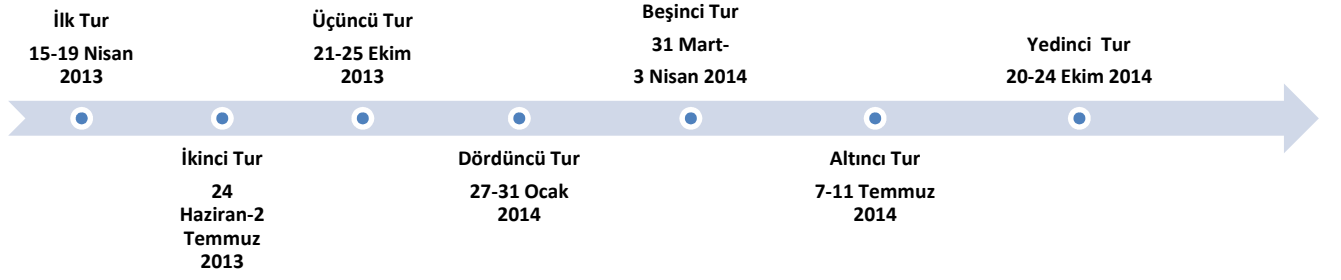 İlk Tur
15-19 Nisan
2013
İkinci Tur
24
Haziran-2
Temmuz
2013
Üçüncü Tur
21-25 Ekim
2013
Dördüncü Tur
27-31 Ocak
2014
Beşinci Tur
31 Mart-
3 Nisan 2014
Altıncı Tur
7-11 Temmuz
2014
Yedinci Tur
20-24 Ekim 2014